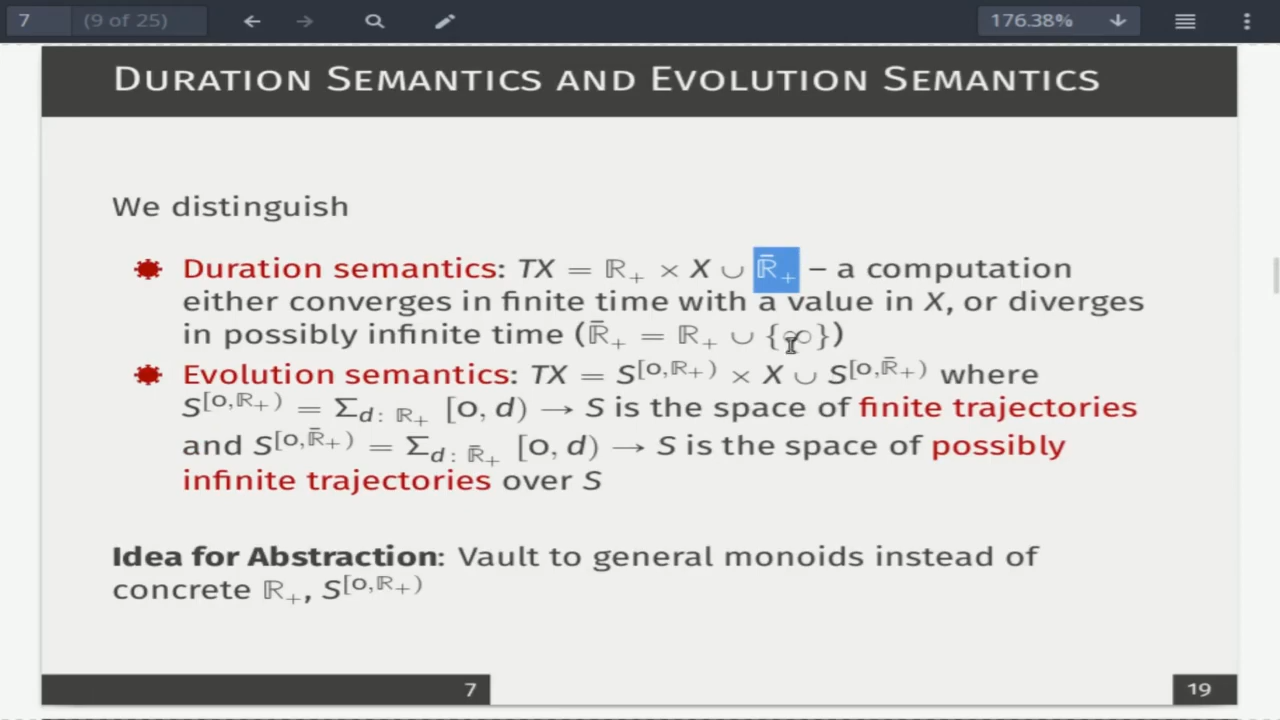 7 (9 of 25) 176.38%
DURATION SEMANTICS AND EVOLUTION SEMANTICS
We distinguish
Duration semantics: TX = ℝ₊ × X ∪ ℝ̄₊ – a computation
either converges in finite time with a value in X, or diverges
in possibly infinite time (ℝ̄₊ = ℝ₊ ∪ {∞})
Evolution semantics: TX = S^[0,ℝ₊) × X ∪ S^[0,ℝ̄₊) where
S^[0,ℝ₊) = Σ_d: ℝ₊ [0, d) → S is the space of finite trajectories
and S^[0,ℝ̄₊) = Σ_d: ℝ̄₊ [0, d) → S is the space of possibly
infinite trajectories over S
Idea for Abstraction: Vault to general monoids instead of
concrete ℝ₊, S^[0,ℝ₊)
7 19